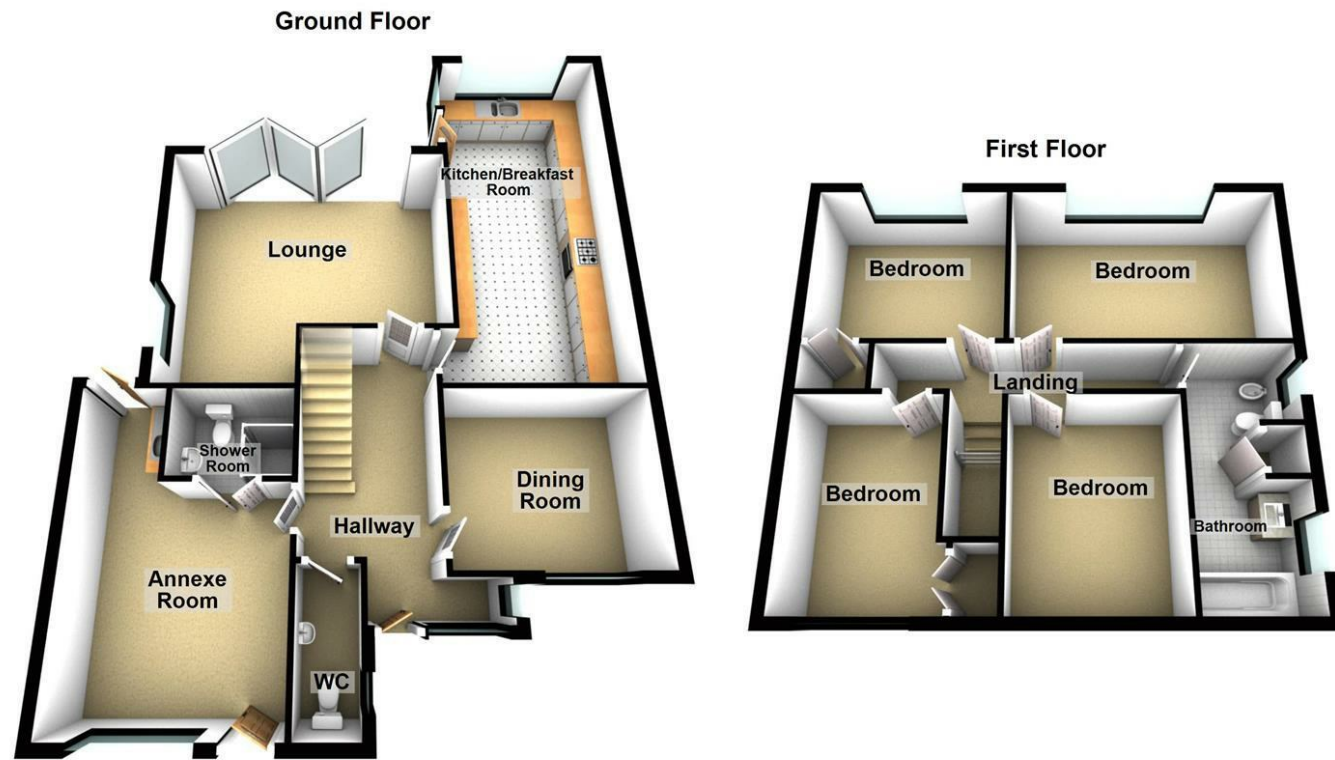 Ground Floor
Kitchen/Breakfast
Room
Lounge
Shower
Room
Dining
Room
Hallway
Annexe
Room
WC
First Floor
Bedroom
Bedroom
Landing
Bedroom
Bedroom
Bathroom